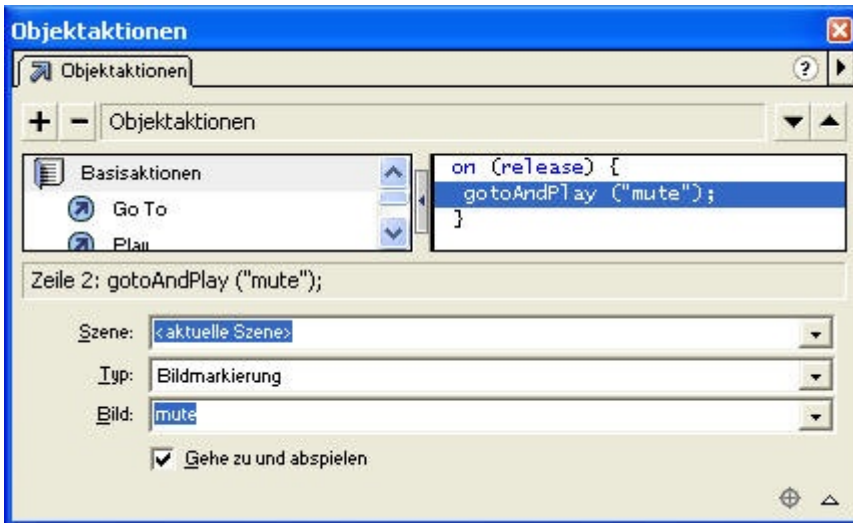 Objektaktionen
Objektaktionen
?
+ − Objektaktionen
Basisaktionen
Go To
Play
on (release) {
gotoAndPlay ("mute");
}
Zeile 2: gotoAndPlay ("mute");
Szene: <aktuelle Szene>
Typ: Bildmarkierung
Bild: mute
Gehe zu und abspielen